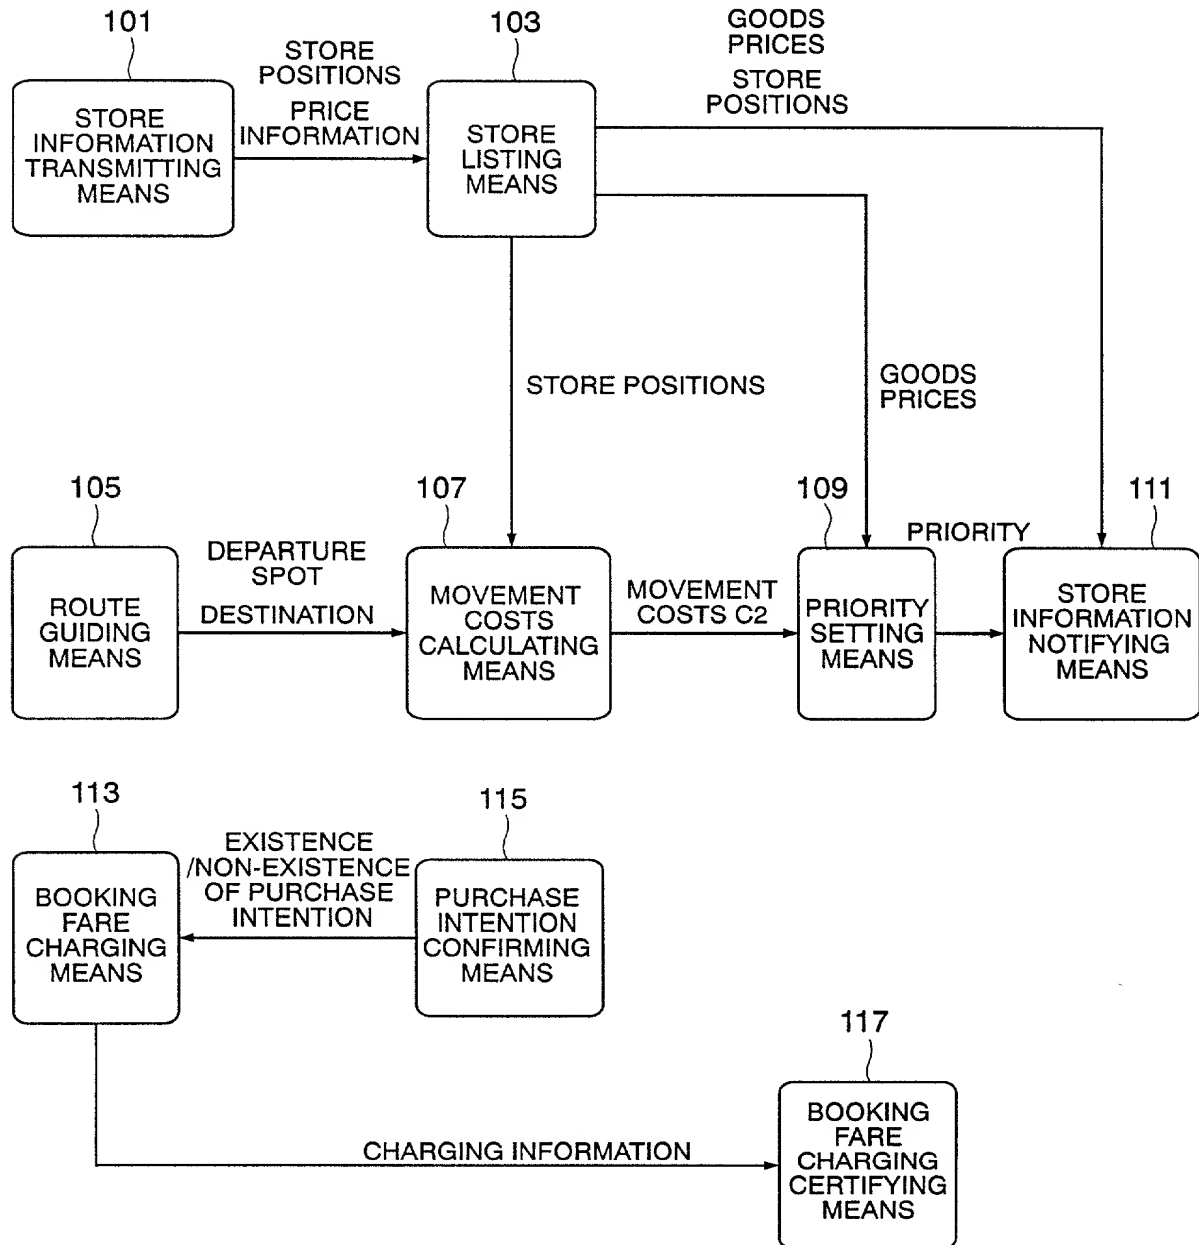 101
103
GOODS
PRICES
STORE
POSITIONS
STORE
POSITIONS
PRICE
INFORMATION
STORE
INFORMATION
TRANSMITTING
MEANS
STORE
LISTING
MEANS
STORE POSITIONS
GOODS
PRICES
105
107
109
111
DEPARTURE
SPOT
DESTINATION
MOVEMENT
COSTS C2
PRIORITY
ROUTE
GUIDING
MEANS
MOVEMENT
COSTS
CALCULATING
MEANS
PRIORITY
SETTING
MEANS
STORE
INFORMATION
NOTIFYING
MEANS
113
115
EXISTENCE
/NON-EXISTENCE
OF PURCHASE
INTENTION
BOOKING
FARE
CHARGING
MEANS
PURCHASE
INTENTION
CONFIRMING
MEANS
117
CHARGING INFORMATION
BOOKING
FARE
CHARGING
CERTIFYING
MEANS